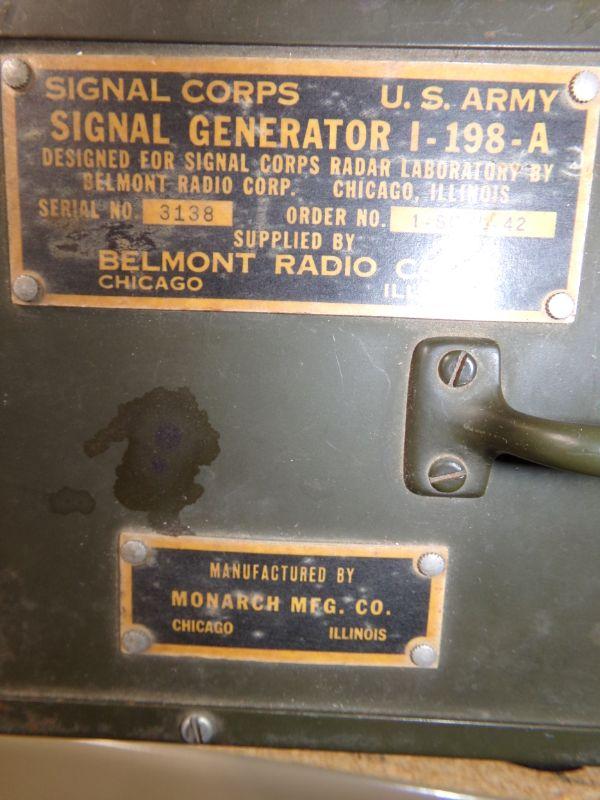 SIGNAL CORPS U. S. ARMY
SIGNAL GENERATOR I-198-A
DESIGNED FOR SIGNAL CORPS RADAR LABORATORY BY
BELMONT RADIO CORP. CHICAGO, ILLINOIS
SERIAL NO. 3138 ORDER NO.
SUPPLIED BY
BELMONT RADIO
CHICAGO
MANUFACTURED BY
MONARCH MFG. CO.
CHICAGO ILLINOIS